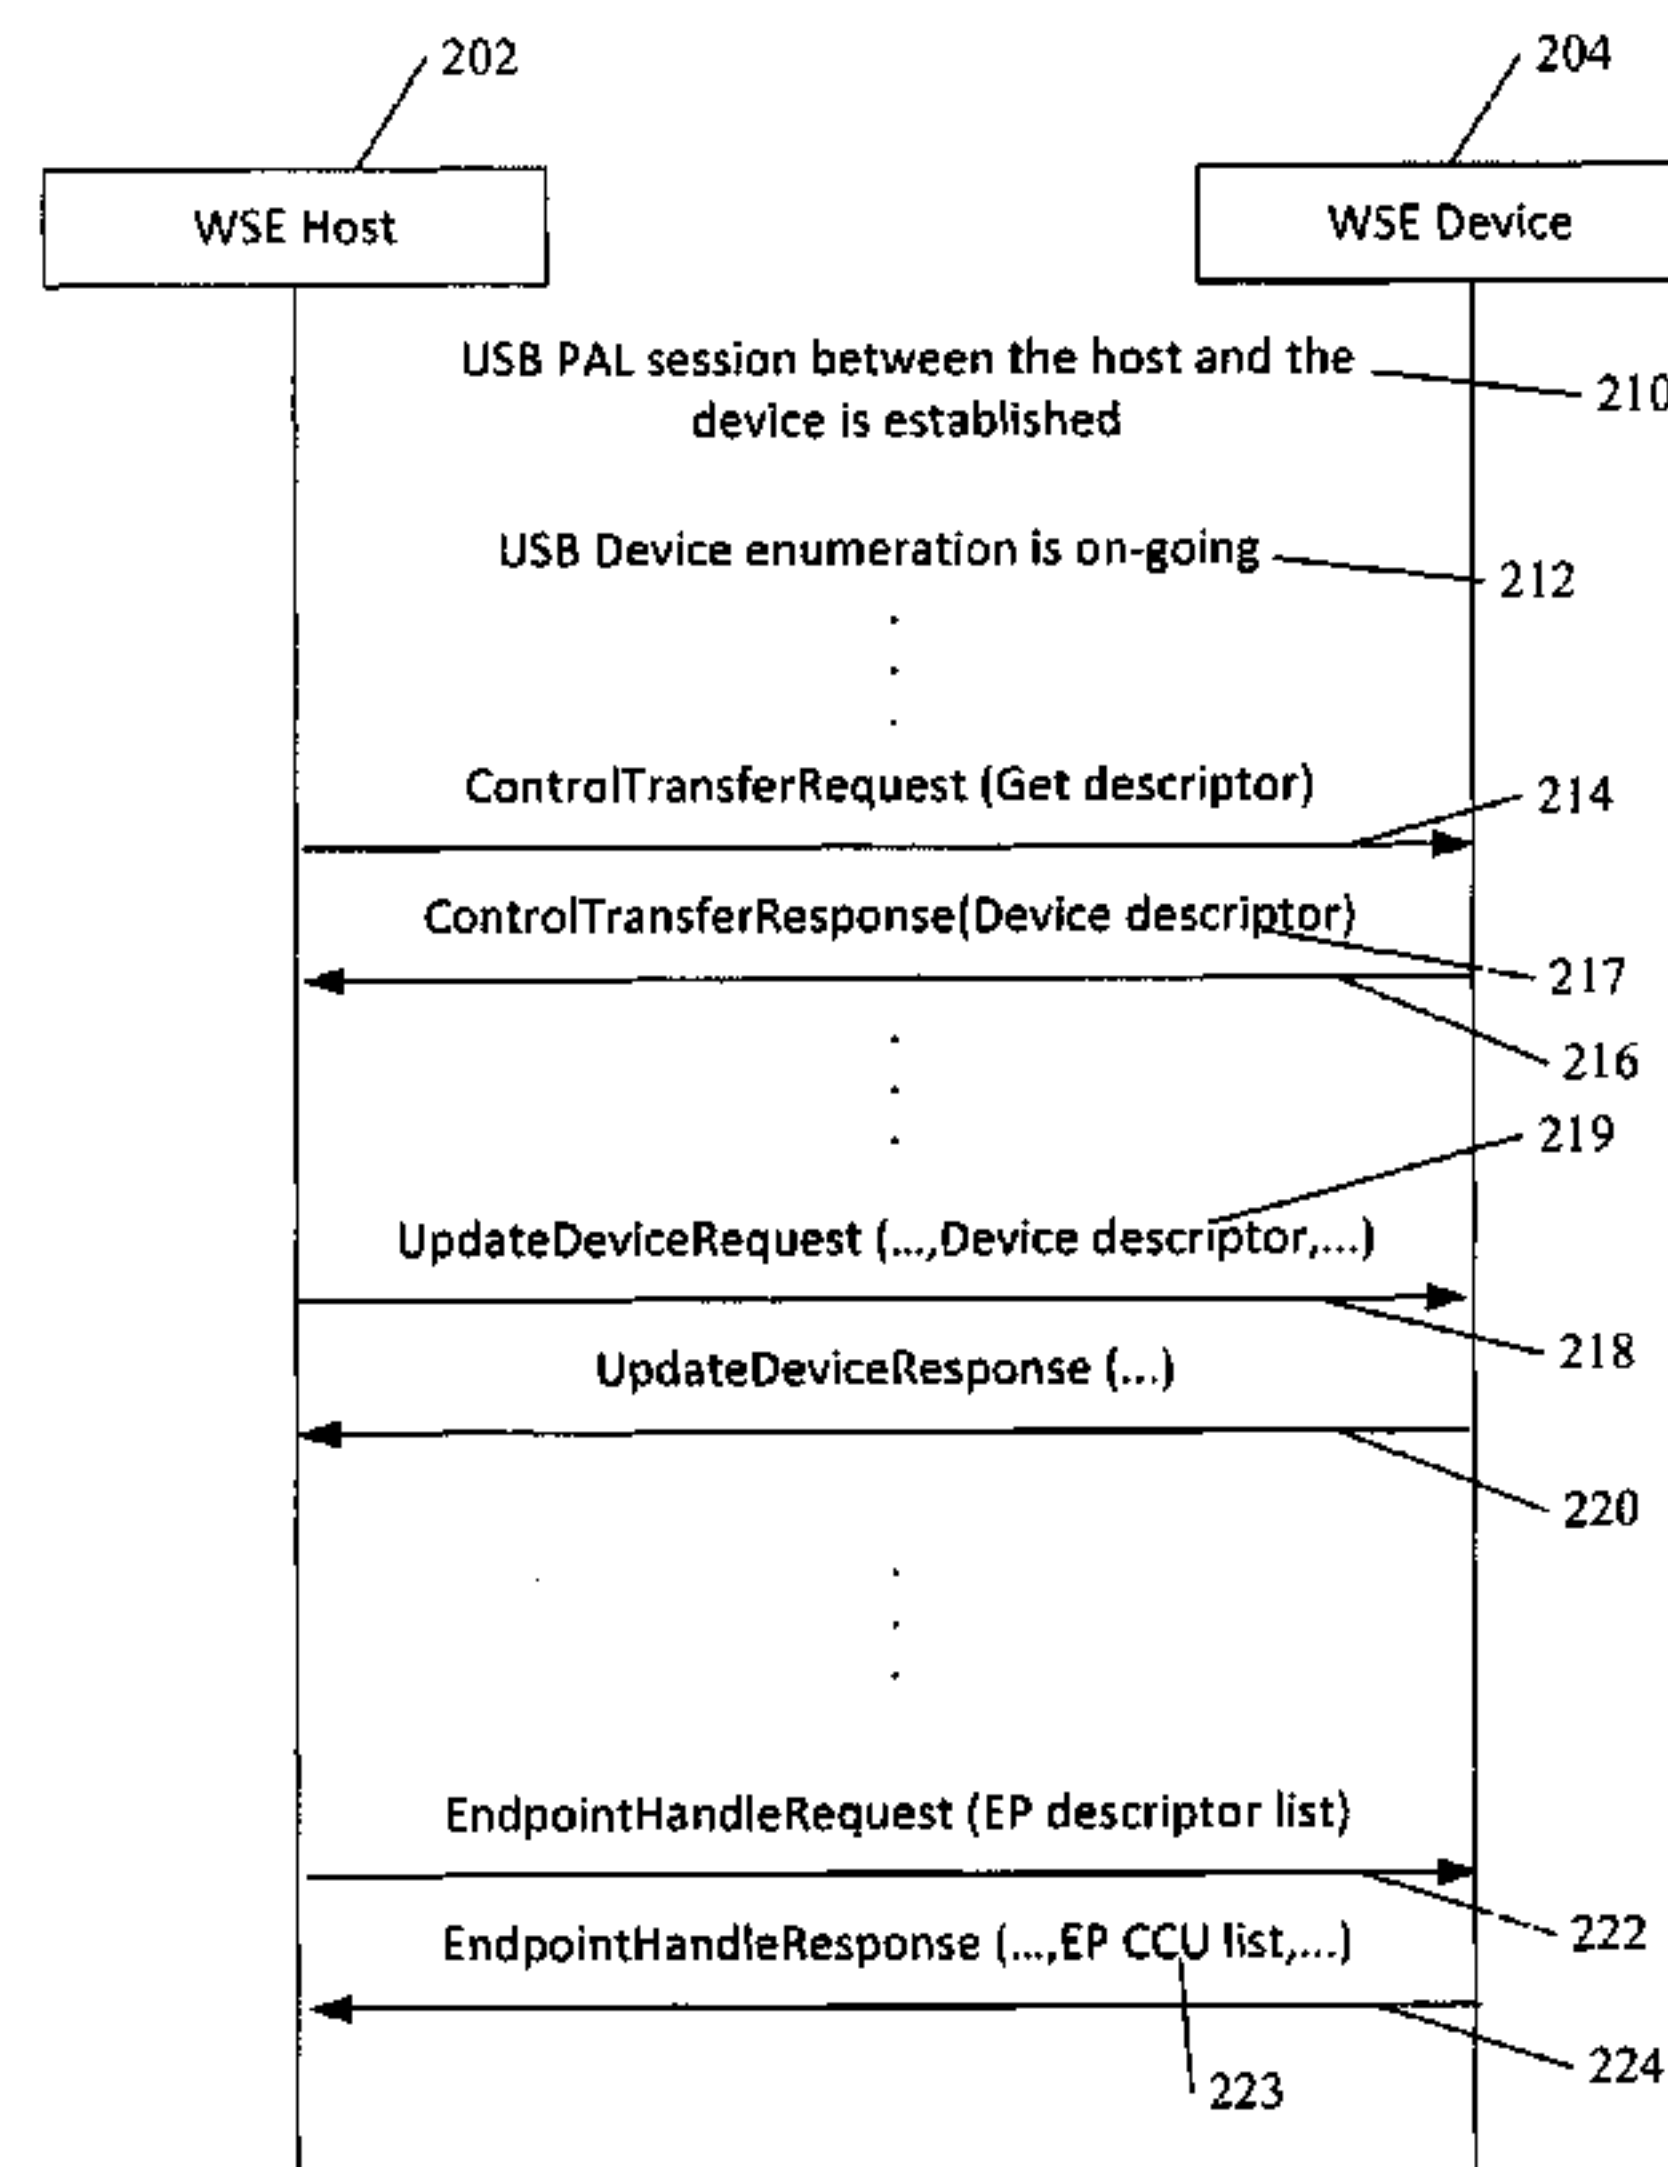 202
204
WSE Host
WSE Device
USB PAL session between the host and the
device is established
210
USB Device enumeration is on-going
212
ControlTransferRequest (Get descriptor)
214
ControlTransferResponse(Device descriptor)
217
216
219
UpdateDeviceRequest (...,Device descriptor,...)
218
UpdateDeviceResponse (...)
220
EndpointHandleRequest (EP descriptor list)
222
EndpointHandleResponse (...,EP CCU list,...)
224
223